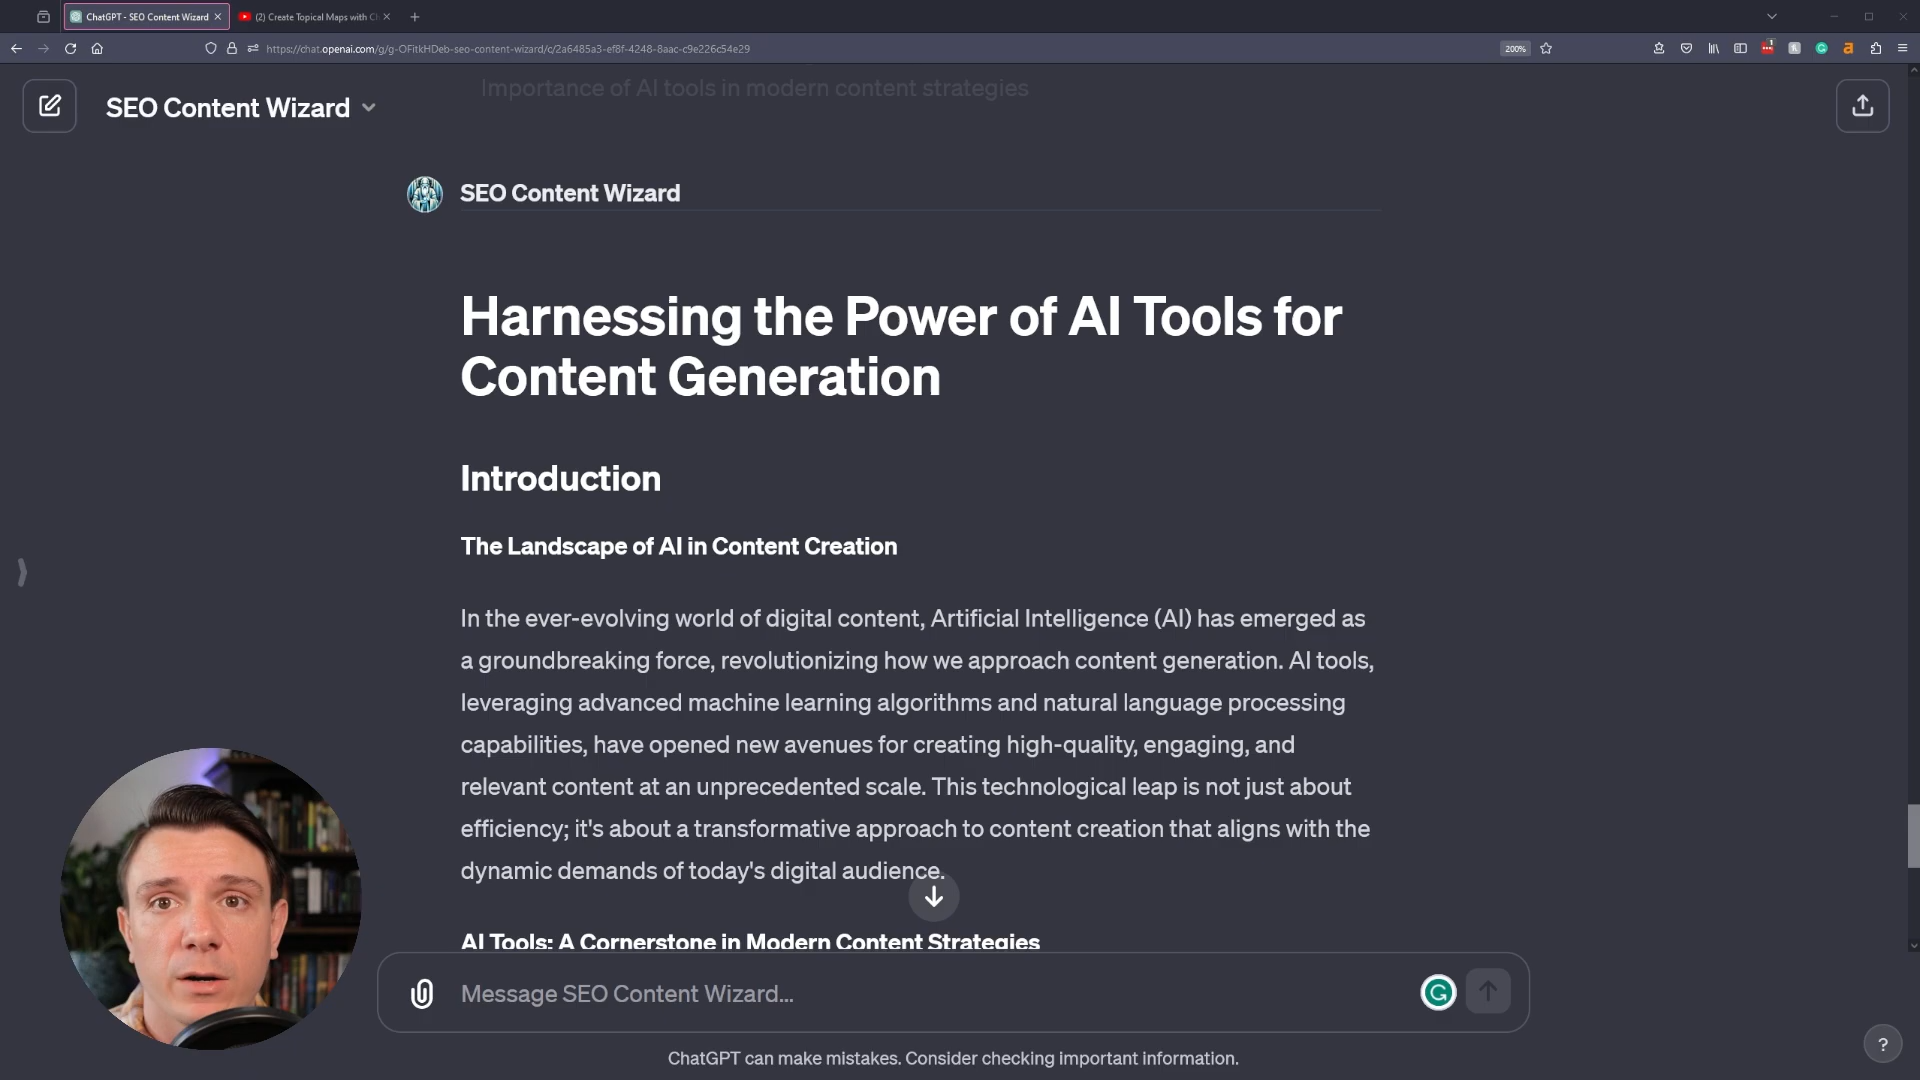 ChatGPT - SEO Content Wizard
(2) Create Topical Maps with C
https://chat.openai.com/g/g-OFitkHDeb-seo-content-wizard/c/2a6485a3-ef8f-4248-8aac-c9e226c54e29
200%
Importance of AI tools in modern content strategies
SEO Content Wizard
SEO Content Wizard
Harnessing the Power of AI Tools for
Content Generation
Introduction
The Landscape of AI in Content Creation
In the ever-evolving world of digital content, Artificial Intelligence (AI) has emerged as
a groundbreaking force, revolutionizing how we approach content generation. AI tools,
leveraging advanced machine learning algorithms and natural language processing
capabilities, have opened new avenues for creating high-quality, engaging, and
relevant content at an unprecedented scale. This technological leap is not just about
efficiency; it's about a transformative approach to content creation that aligns with the
dynamic demands of today's digital audience.
AI Tools: A Cornerstone in Modern Content Strategies
Message SEO Content Wizard...
ChatGPT can make mistakes. Consider checking important information.
?